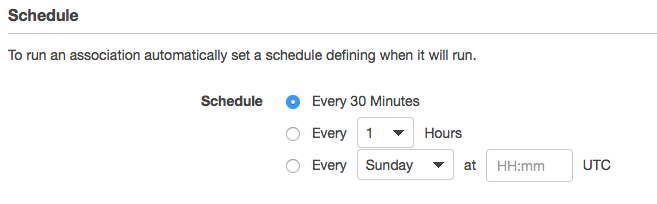 Schedule
To run an association automatically set a schedule defining when it will run.
Schedule Every 30 Minutes
Every 1 Hours
Every Sunday at HH:mm UTC